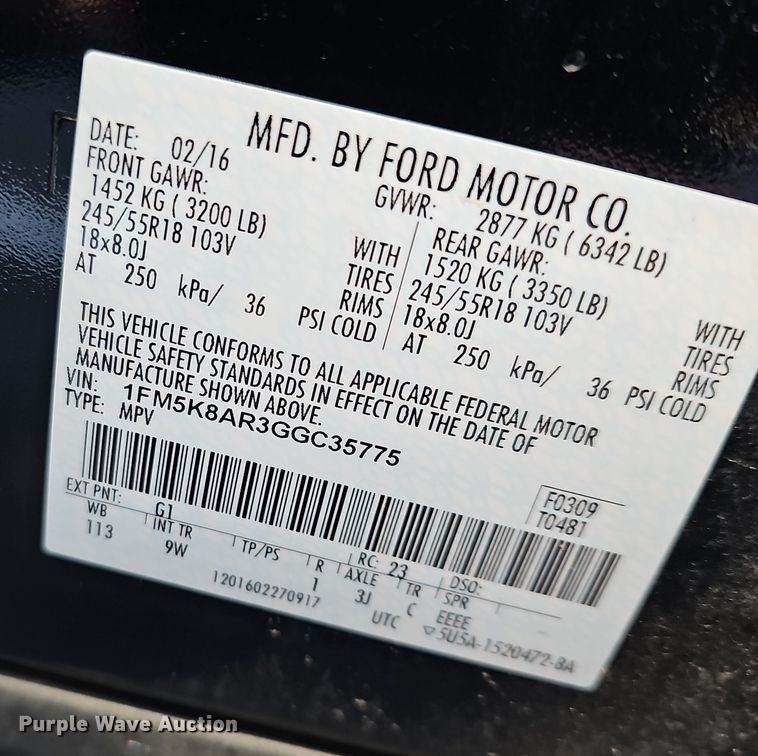 MFD. BY FORD MOTOR CO.
DATE: 02/16 GVWR: 2877 KG ( 6342 LB)
FRONT GAWR: REAR GAWR:
1452 KG ( 3200 LB) WITH 1520 KG ( 3350 LB) WITH
245/55R18 103V TIRES 245/55R18 103V TIRES
18x8.0J RIMS 18x8.0J RIMS
AT 250 kPa/ 36 PSI COLD AT 250 kPa/ 36 PSI COLD
THIS VEHICLE CONFORMS TO ALL APPLICABLE FEDERAL MOTOR
VEHICLE SAFETY STANDARDS IN EFFECT ON THE DATE OF
MANUFACTURE SHOWN ABOVE.
VIN: 1FM5K8AR3GGC35775
TYPE: MPV
F0309
T0481
EXT PNT: G1 RC: 23 DSO:
WB INT TR TP/PS R AXLE TR SPR
113 9W 1 3J C EEEE
1201602270917 UTC ▽5U5A-1520472-BA
Purple Wave Auction